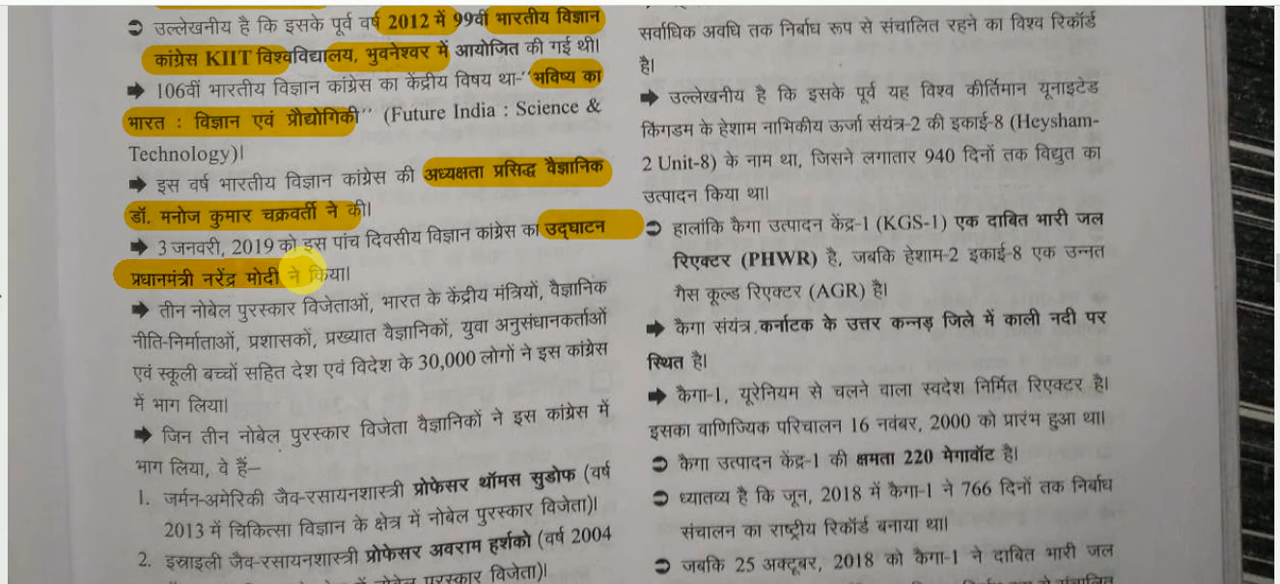 ➲ उल्लेखनीय है कि इसके पूर्व वर्ष 2012 में 99वीं भारतीय विज्ञान
कांग्रेस KIIT विश्वविद्यालय, भुवनेश्वर में आयोजित की गई थी।
➡ 106वीं भारतीय विज्ञान कांग्रेस का केंद्रीय विषय था-‘‘भविष्य का
भारत : विज्ञान एवं प्रौद्योगिकी’’ (Future India : Science &
Technology)।
➡ इस वर्ष भारतीय विज्ञान कांग्रेस की अध्यक्षता प्रसिद्ध वैज्ञानिक
डॉ. मनोज कुमार चक्रवर्ती ने की।
➡ 3 जनवरी, 2019 को इस पांच दिवसीय विज्ञान कांग्रेस का उद्घाटन
प्रधानमंत्री नरेंद्र मोदी ने किया।
➡ तीन नोबेल पुरस्कार विजेताओं, भारत के केंद्रीय मंत्रियों, वैज्ञानिक
नीति-निर्माताओं, प्रशासकों, प्रख्यात वैज्ञानिकों, युवा अनुसंधानकर्ताओं
एवं स्कूली बच्चों सहित देश एवं विदेश के 30,000 लोगों ने इस कांग्रेस
में भाग लिया।
➡ जिन तीन नोबेल पुरस्कार विजेता वैज्ञानिकों ने इस कांग्रेस में
भाग लिया, वे हैं–
1. जर्मन-अमेरिकी जैव-रसायनशास्त्री प्रोफेसर थॉमस सुडोफ (वर्ष
2013 में चिकित्सा विज्ञान के क्षेत्र में नोबेल पुरस्कार विजेता)।
2. इस्राइली जैव-रसायनशास्त्री प्रोफेसर अवराम हर्शको (वर्ष 2004
में नोबेल पुरस्कार विजेता)।
सर्वाधिक अवधि तक निर्बाध रूप से संचालित रहने का विश्व रिकॉर्ड
है।
➡ उल्लेखनीय है कि इसके पूर्व यह विश्व कीर्तिमान यूनाइटेड
किंगडम के हेशाम नाभिकीय ऊर्जा संयंत्र-2 की इकाई-8 (Heysham-
2 Unit-8) के नाम था, जिसने लगातार 940 दिनों तक विद्युत का
उत्पादन किया था।
➲ हालांकि कैगा उत्पादन केंद्र-1 (KGS-1) एक दाबित भारी जल
रिएक्टर (PHWR) है, जबकि हेशाम-2 इकाई-8 एक उन्नत
गैस कूल्ड रिएक्टर (AGR) है।
➡ कैगा संयंत्र कर्नाटक के उत्तर कन्नड़ जिले में काली नदी पर
स्थित है।
➡ कैगा-1, यूरेनियम से चलने वाला स्वदेश निर्मित रिएक्टर है।
इसका वाणिज्यिक परिचालन 16 नवंबर, 2000 को प्रारंभ हुआ था।
➲ कैगा उत्पादन केंद्र-1 की क्षमता 220 मेगावॉट है।
➲ ध्यातव्य है कि जून, 2018 में कैगा-1 ने 766 दिनों तक निर्बाध
संचालन का राष्ट्रीय रिकॉर्ड बनाया था।
➲ जबकि 25 अक्टूबर, 2018 को कैगा-1 ने दाबित भारी जल